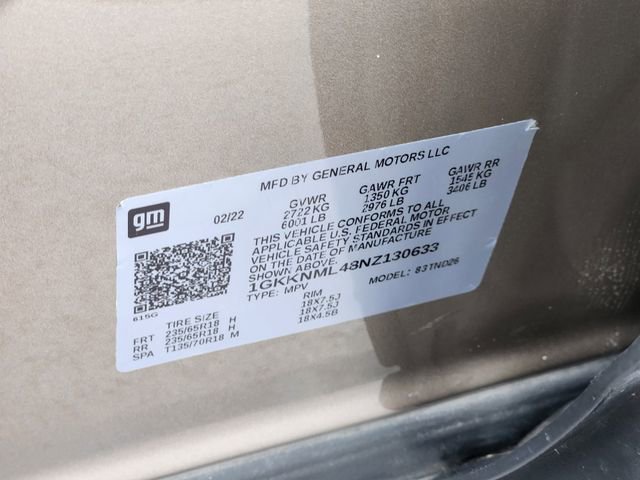 MFD BY GENERAL MOTORS LLC
gm
02/22
GVWR GAWR FRT GAWR RR
2722 KG 1350 KG 1545 KG
6001 LB 2976 LB 3406 LB
THIS VEHICLE CONFORMS TO ALL
APPLICABLE U.S. FEDERAL MOTOR
VEHICLE SAFETY STANDARDS IN EFFECT
ON THE DATE OF MANUFACTURE
SHOWN ABOVE.
1GKKNML48NZ130633
TYPE: MPV MODEL: 83TND26
615G
TIRE SIZE RIM
FRT 235/65R18 H 18X7.5J
RR 235/65R18 H 18X7.5J
SPA T135/70R18 M 18X4.5B